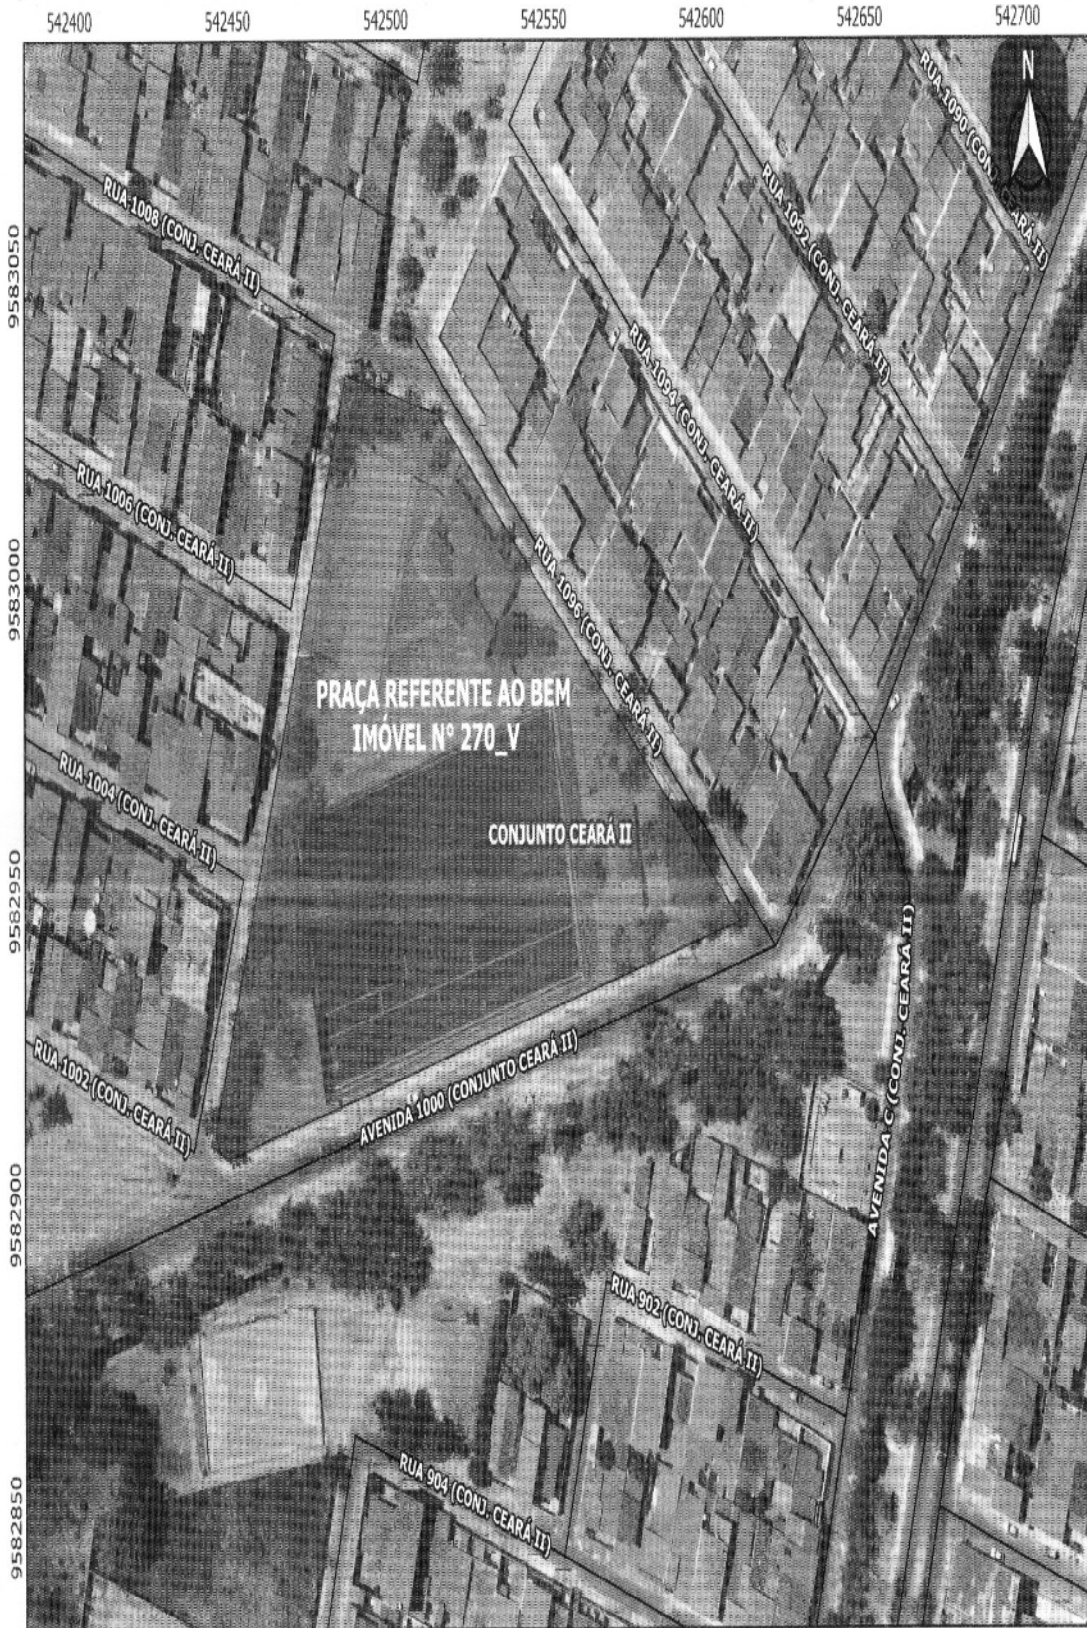 542400 542450 542500 542550 542600 542650 542700
N
RUA 1090 (CONJ. CEARÁ II)
RUA 1092 (CONJ. CEARÁ II)
RUA 1008 (CONJ. CEARÁ II)
9583050
RUA 1094 (CONJ. CEARÁ II)
RUA 1006 (CONJ. CEARÁ II)
RUA 1096 (CONJ. CEARÁ II)
9583000
PRAÇA REFERENTE AO BEM
IMÓVEL Nº 270_V
RUA 1004 (CONJ. CEARÁ II)
CONJUNTO CEARÁ II
9582950
AVENIDA C (CONJ. CEARÁ II)
RUA 1002 (CONJ. CEARÁ II)
AVENIDA 1000 (CONJUNTO CEARÁ II)
9582900
RUA 902 (CONJ. CEARÁ II)
RUA 904 (CONJ. CEARÁ II)
9582850